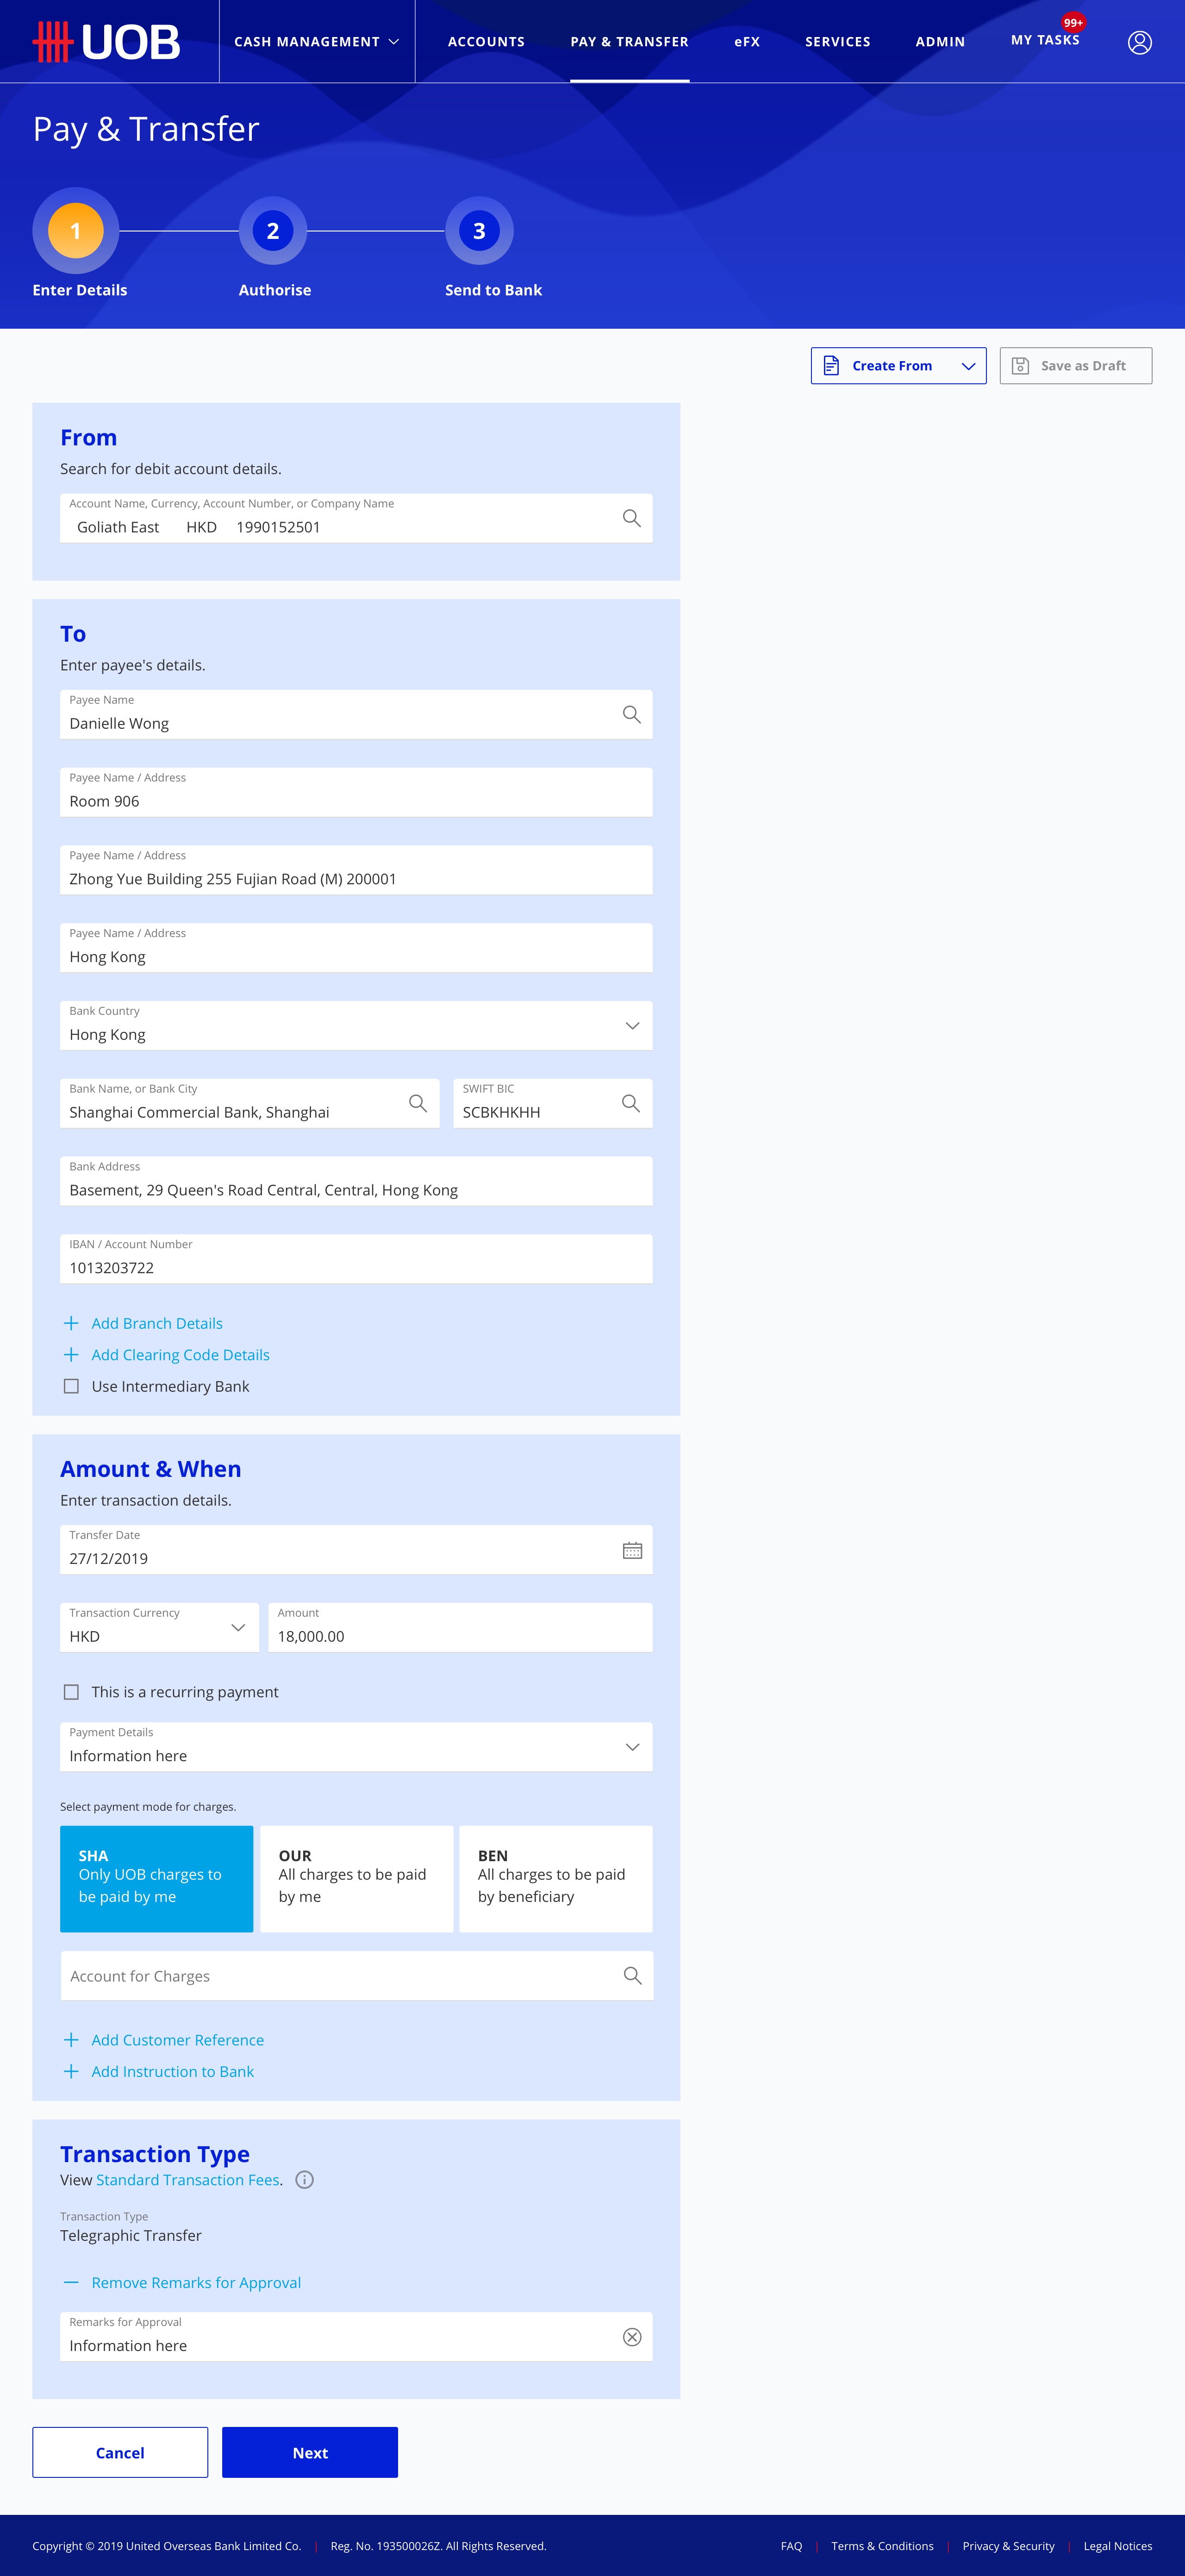 UOB
CASH MANAGEMENT
ACCOUNTS
PAY & TRANSFER
eFX
SERVICES
ADMIN
MY TASKS
99+
Pay & Transfer
1
2
3
Enter Details
Authorise
Send to Bank
Create From
Save as Draft
From
Search for debit account details.
Account Name, Currency, Account Number, or Company Name
Goliath East HKD 1990152501
To
Enter payee's details.
Payee Name
Danielle Wong
Payee Name / Address
Room 906
Payee Name / Address
Zhong Yue Building 255 Fujian Road (M) 200001
Payee Name / Address
Hong Kong
Bank Country
Hong Kong
Bank Name, or Bank City
Shanghai Commercial Bank, Shanghai
SWIFT BIC
SCBKHKHH
Bank Address
Basement, 29 Queen's Road Central, Central, Hong Kong
IBAN / Account Number
1013203722
Add Branch Details
Add Clearing Code Details
Use Intermediary Bank
Amount & When
Enter transaction details.
Transfer Date
27/12/2019
Transaction Currency
HKD
Amount
18,000.00
This is a recurring payment
Payment Details
Information here
Select payment mode for charges.
SHA
Only UOB charges to
be paid by me
OUR
All charges to be paid
by me
BEN
All charges to be paid
by beneficiary
Account for Charges
Add Customer Reference
Add Instruction to Bank
Transaction Type
View Standard Transaction Fees.
Transaction Type
Telegraphic Transfer
Remove Remarks for Approval
Remarks for Approval
Information here
Cancel
Next
Copyright © 2019 United Overseas Bank Limited Co. | Reg. No. 193500026Z. All Rights Reserved.
FAQ | Terms & Conditions | Privacy & Security | Legal Notices